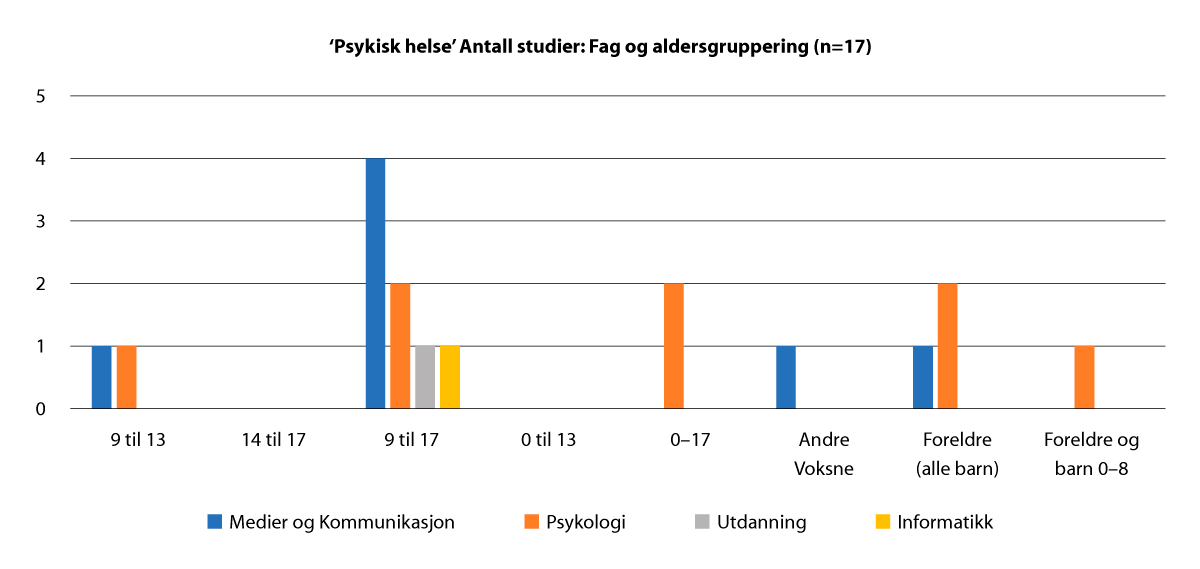 ‘Psykisk helse’ Antall studier: Fag og aldersgruppering (n=17)
5
4
3
2
1
0
9 til 13
14 til 17
9 til 17
0 til 13
0–17
Andre
Voksne
Foreldre
(alle barn)
Foreldre og
barn 0–8
Medier og Kommunikasjon
Psykologi
Utdanning
Informatikk